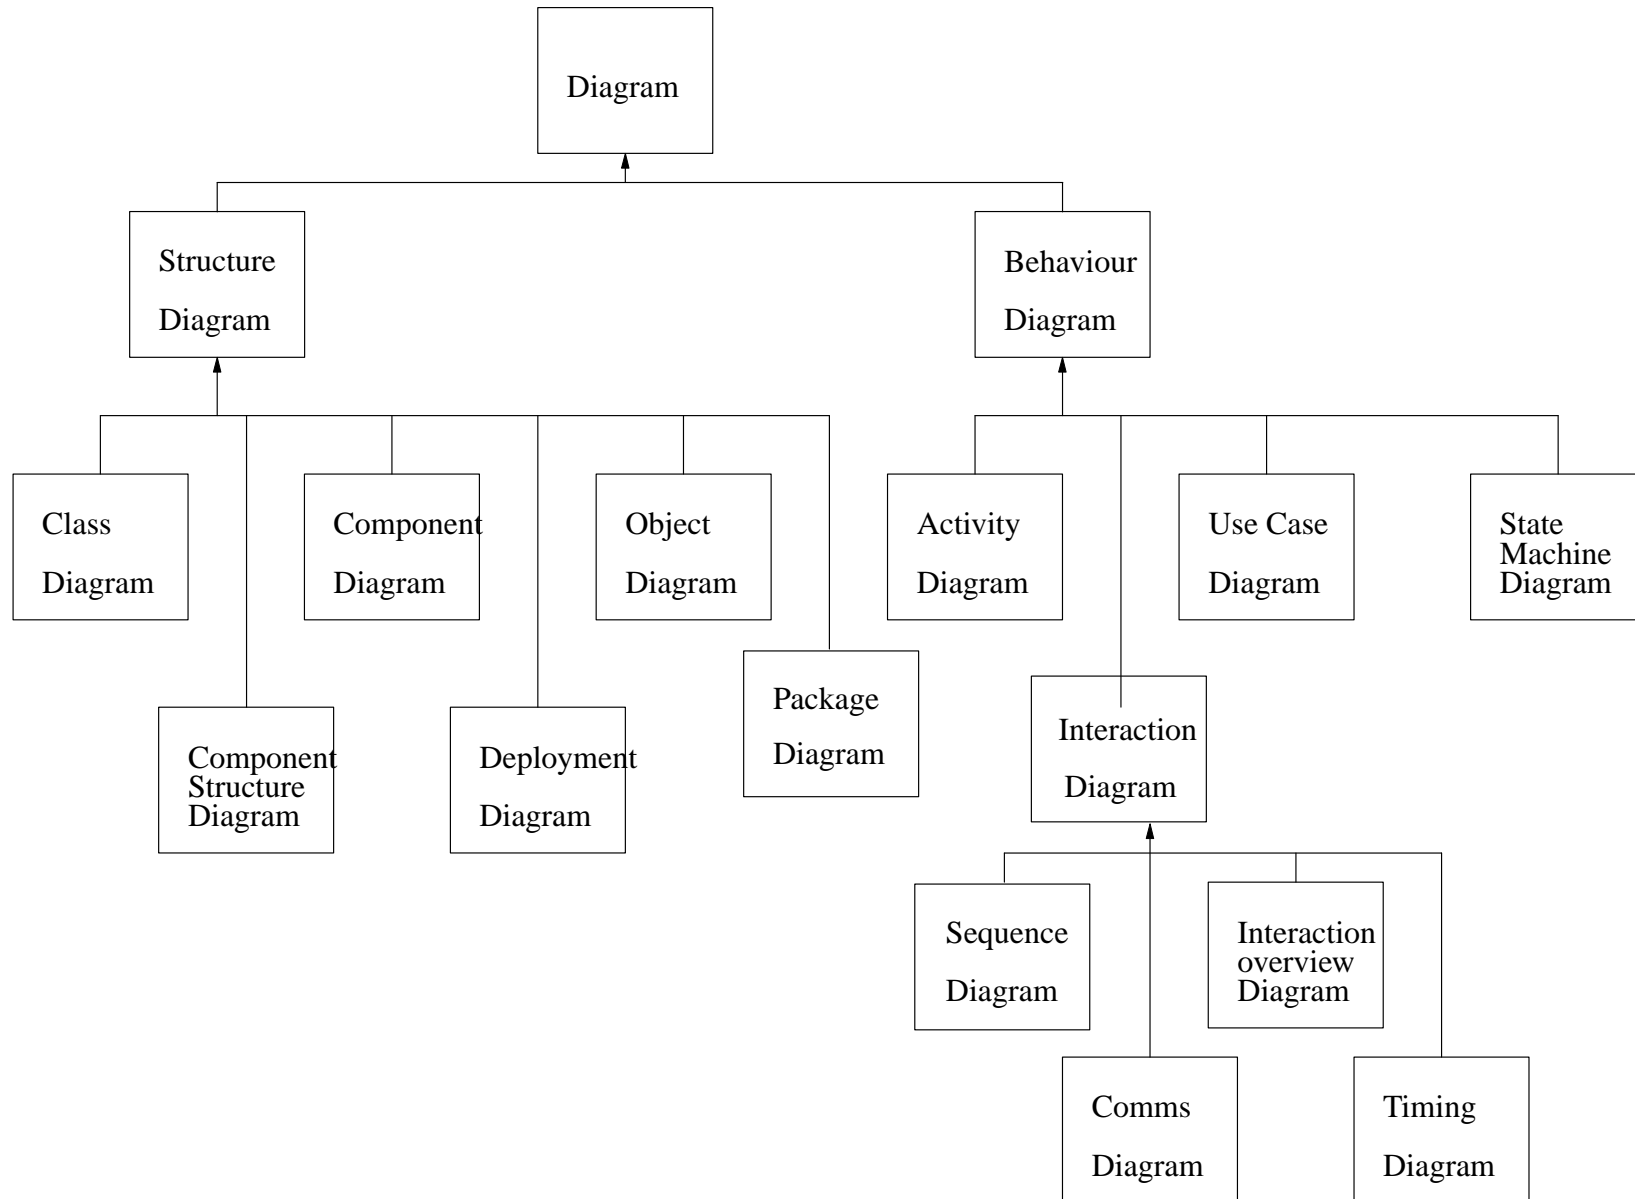 Diagram
Structure
Diagram
Behaviour
Diagram
Class
Diagram
Component
Diagram
Object
Diagram
Activity
Diagram
Use Case
Diagram
State
Machine
Diagram
Component
Structure
Diagram
Deployment
Diagram
Package
Diagram
Interaction
Diagram
Sequence
Diagram
Interaction
overview
Diagram
Comms
Diagram
Timing
Diagram